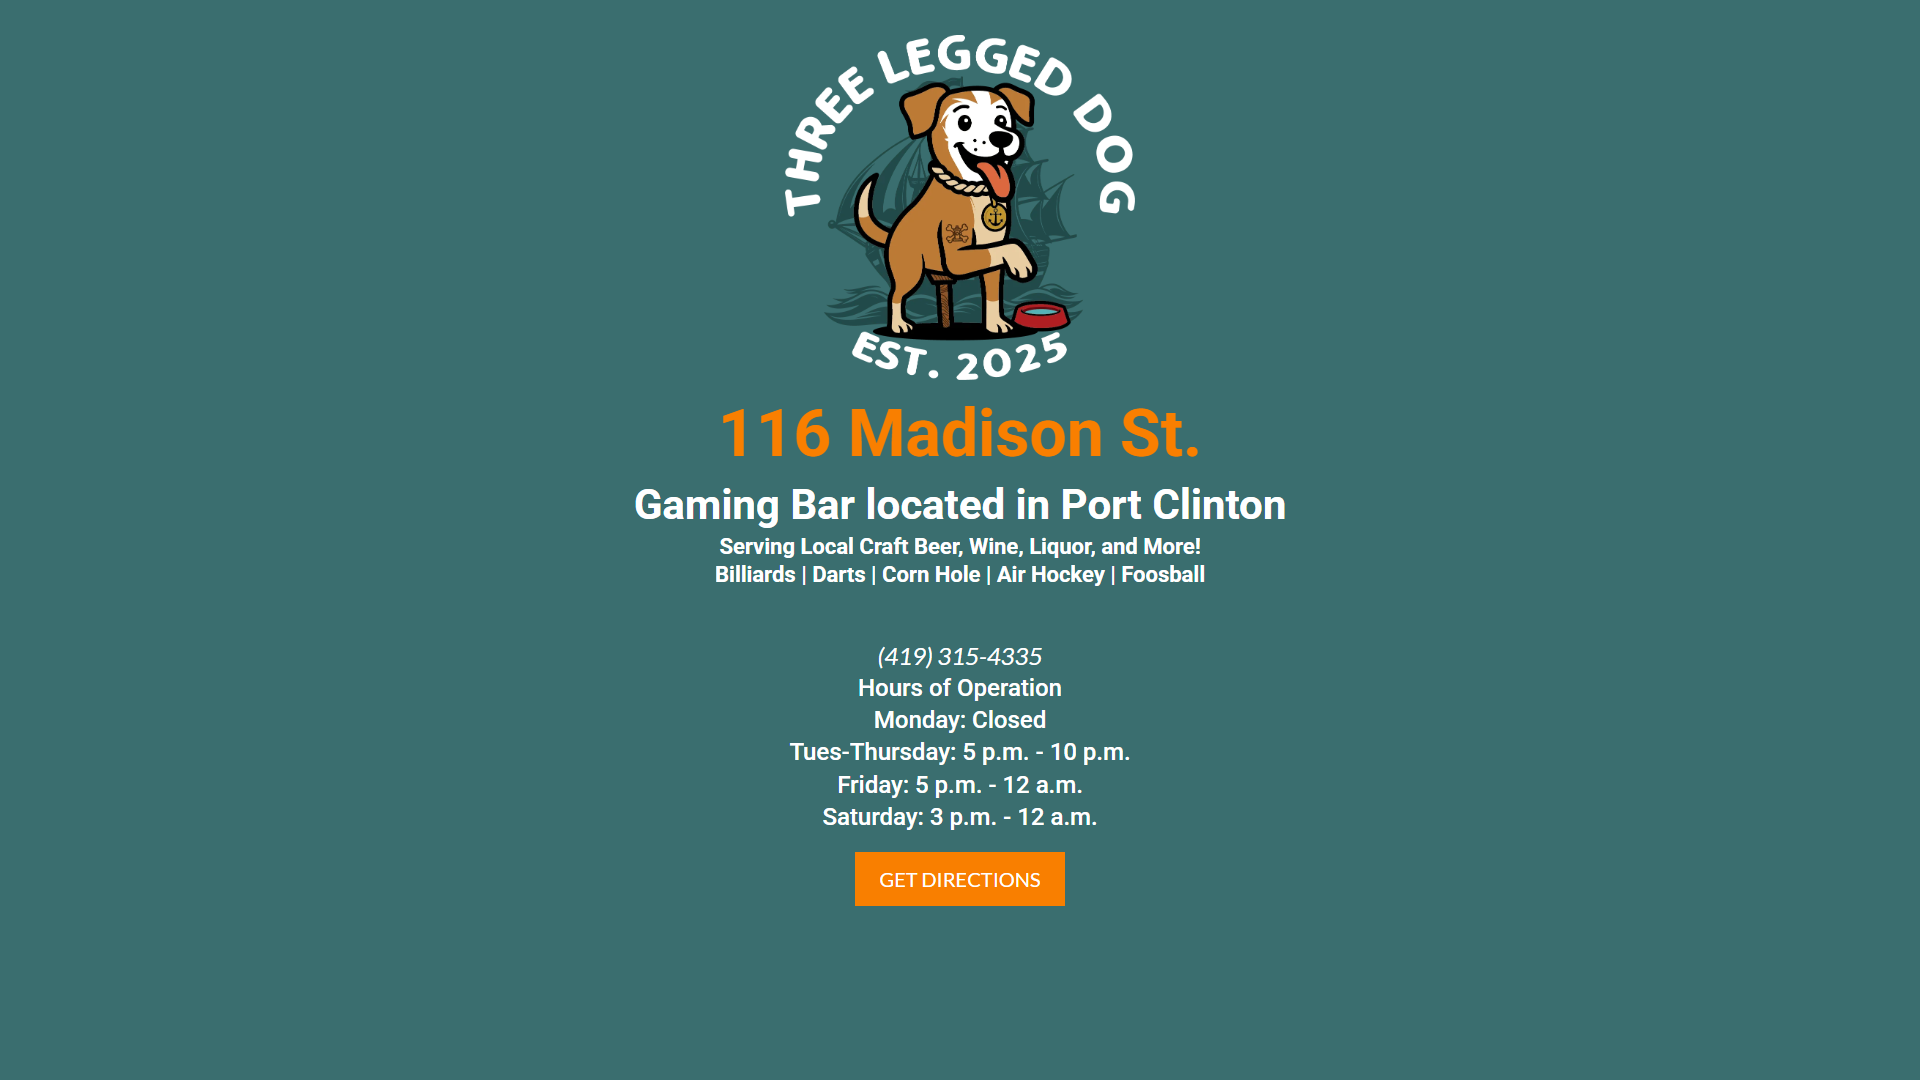 THREE LEGGED DOG
EST. 2025
116 Madison St.
Gaming Bar located in Port Clinton
Serving Local Craft Beer, Wine, Liquor, and More!
Billiards | Darts | Corn Hole | Air Hockey | Foosball
(419) 315-4335
Hours of Operation
Monday: Closed
Tues-Thursday: 5 p.m. - 10 p.m.
Friday: 5 p.m. - 12 a.m.
Saturday: 3 p.m. - 12 a.m.
GET DIRECTIONS